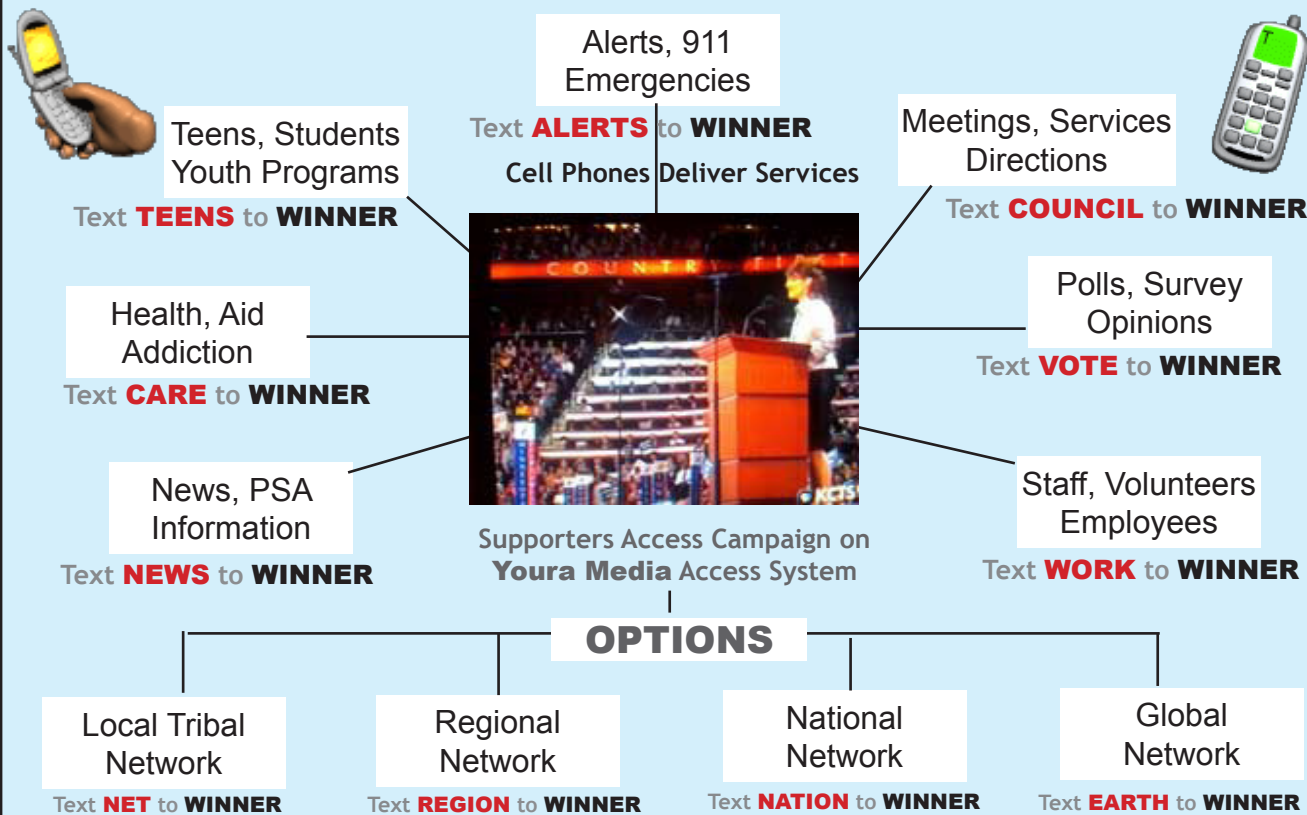 Alerts, 911
Emergencies
Text ALERTS to WINNER
Cell Phones Deliver Services
Teens, Students
Youth Programs
Text TEENS to WINNER
Meetings, Services
Directions
Text COUNCIL to WINNER
Health, Aid
Addiction
Text CARE to WINNER
Polls, Survey
Opinions
Text VOTE to WINNER
News, PSA
Information
Text NEWS to WINNER
Staff, Volunteers
Employees
Text WORK to WINNER
T
COUNTRY FIRST
KCTS
Supporters Access Campaign on
Youra Media Access System
OPTIONS
Local Tribal
Network
Text NET to WINNER
Regional
Network
Text REGION to WINNER
National
Network
Text NATION to WINNER
Global
Network
Text EARTH to WINNER